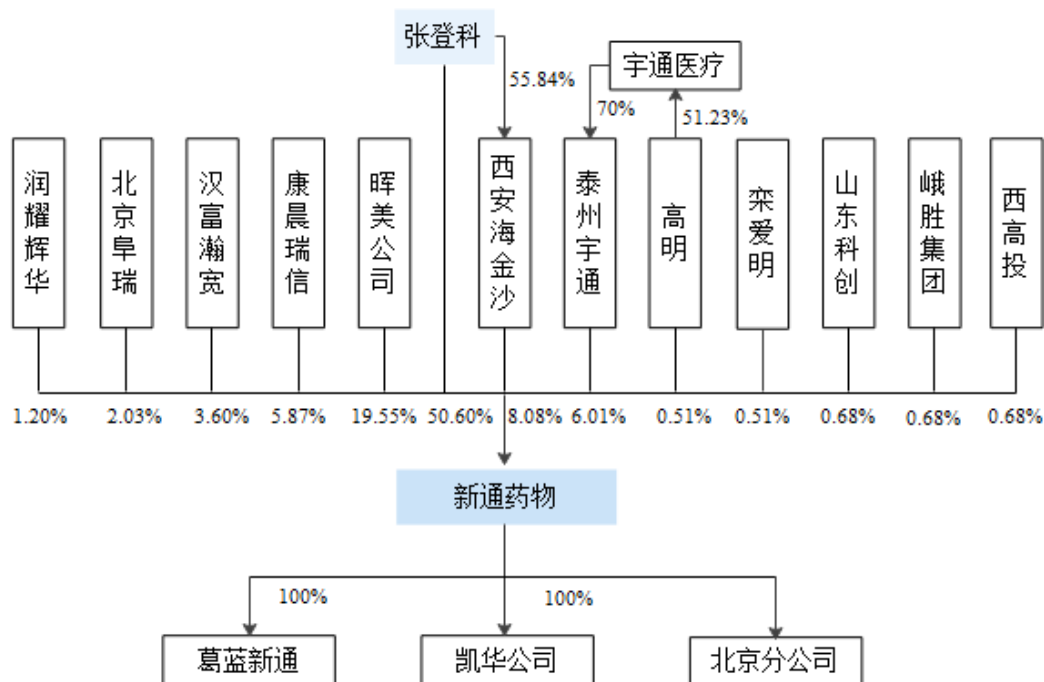 张登科
宇通医疗
55.84%
70%
51.23%
润耀辉华
北京阜瑞
汉富瀚宽
康晨瑞信
晖美公司
西安海金沙
泰州宇通
高明
栾爱明
山东科创
峨胜集团
西高投
1.20%
2.03%
3.60%
5.87%
19.55%
50.60%
8.08%
6.01%
0.51%
0.51%
0.68%
0.68%
0.68%
新通药物
100%
100%
葛蓝新通
凯华公司
北京分公司